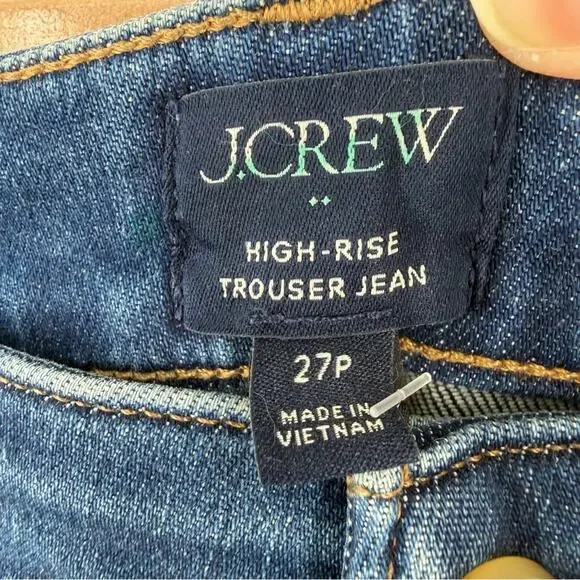 J.CREW
HIGH-RISE
TROUSER JEAN
27P
MADE IN
VIETNAM